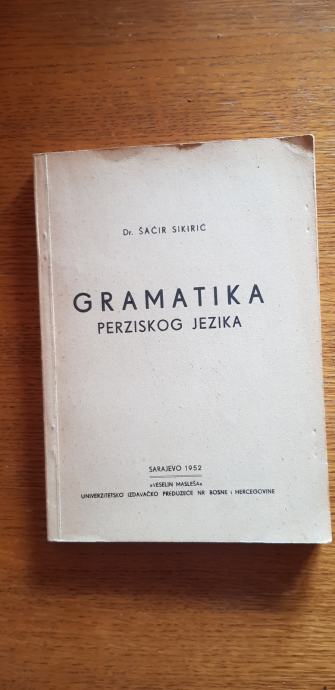 Dr. ŠAĆIR SIKIRIĆ
GRAMATIKA
PERZISKOG JEZIKA
SARAJEVO 1952
»VESELIN MASLEŠA«
UNIVERZITETSKO IZDAVAČKO PREDUZEĆE NR BOSNE i HERCEGOVINE